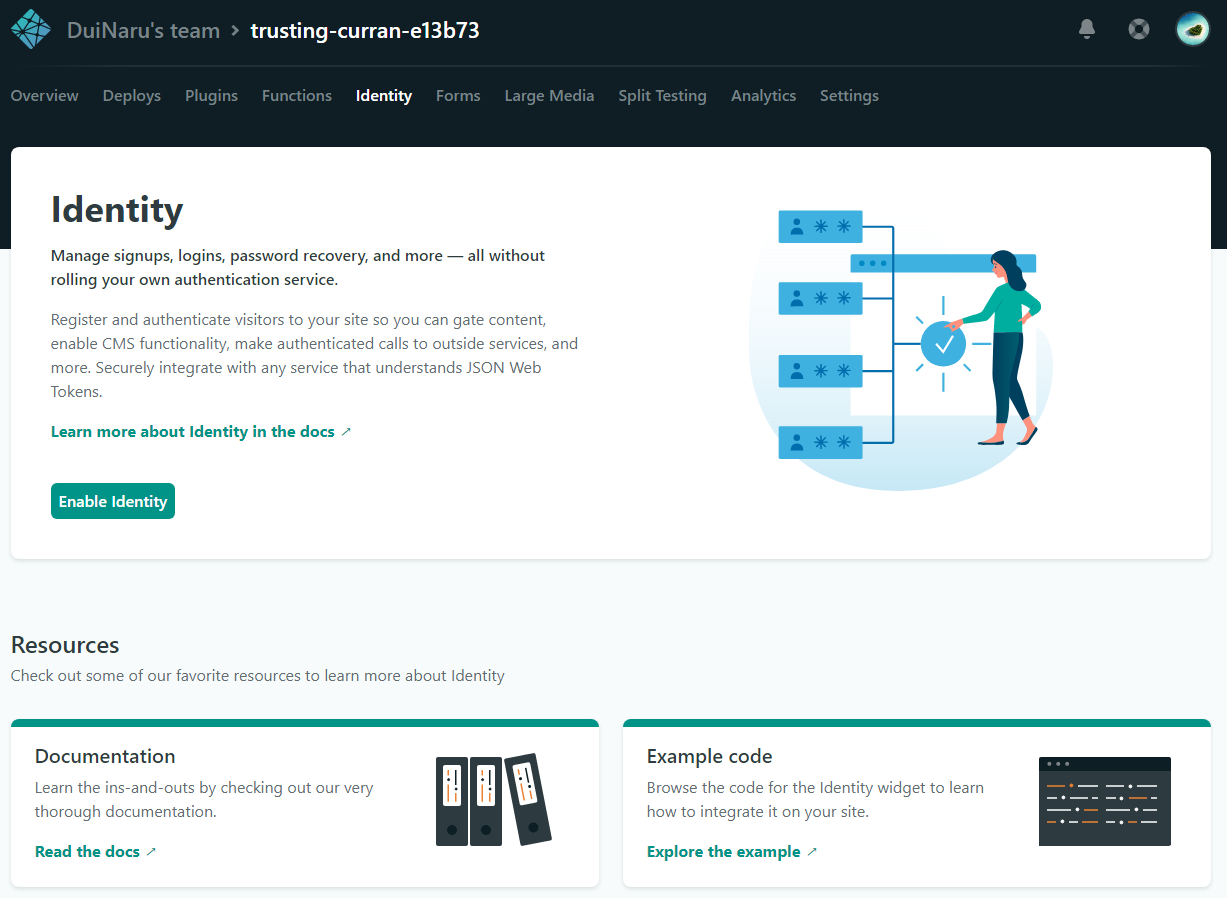 DuiNaru's team > trusting-curran-e13b73
Overview Deploys Plugins Functions Identity Forms Large Media Split Testing Analytics Settings
Identity
Manage signups, logins, password recovery, and more — all without
rolling your own authentication service.
Register and authenticate visitors to your site so you can gate content,
enable CMS functionality, make authenticated calls to outside services, and
more. Securely integrate with any service that understands JSON Web
Tokens.
Learn more about Identity in the docs ↗
Enable Identity
Resources
Check out some of our favorite resources to learn more about Identity
Documentation
Learn the ins-and-outs by checking out our very
thorough documentation.
Read the docs ↗
Example code
Browse the code for the Identity widget to learn
how to integrate it on your site.
Explore the example ↗